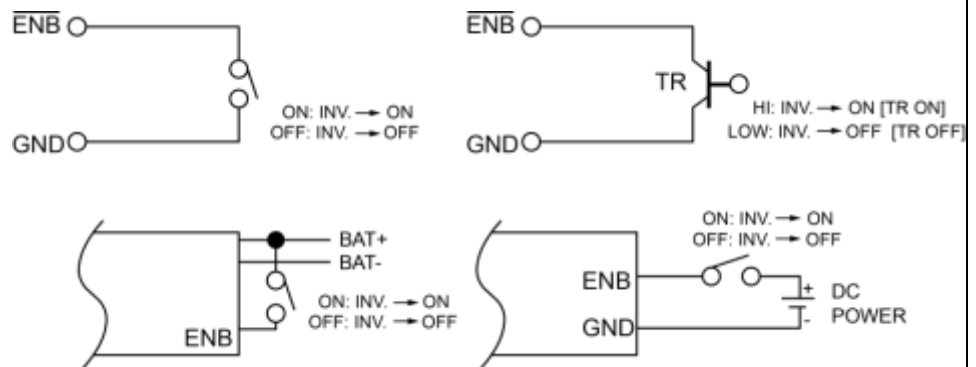 ENB
GND
ON: INV. → ON
OFF: INV. → OFF
ENB
TR
GND
HI: INV. → ON [TR ON]
LOW: INV. → OFF [TR OFF]
BAT+
BAT-
ENB
ON: INV. → ON
OFF: INV. → OFF
ON: INV. → ON
OFF: INV. → OFF
ENB
GND
+
-
DC
POWER